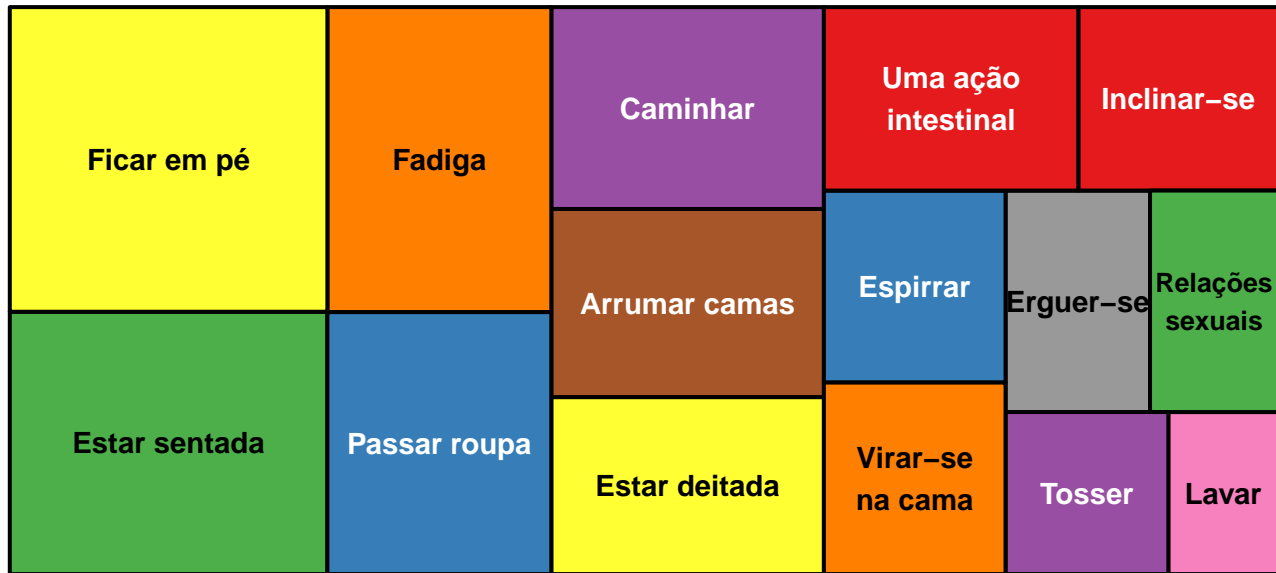 Ficar em pé
Fadiga
Caminhar
Uma ação
intestinal
Inclinar−se
Arrumar camas
Espirrar
Erguer−se
Relações
sexuais
Estar sentada
Passar roupa
Estar deitada
Virar−se
na cama
Tosser
Lavar